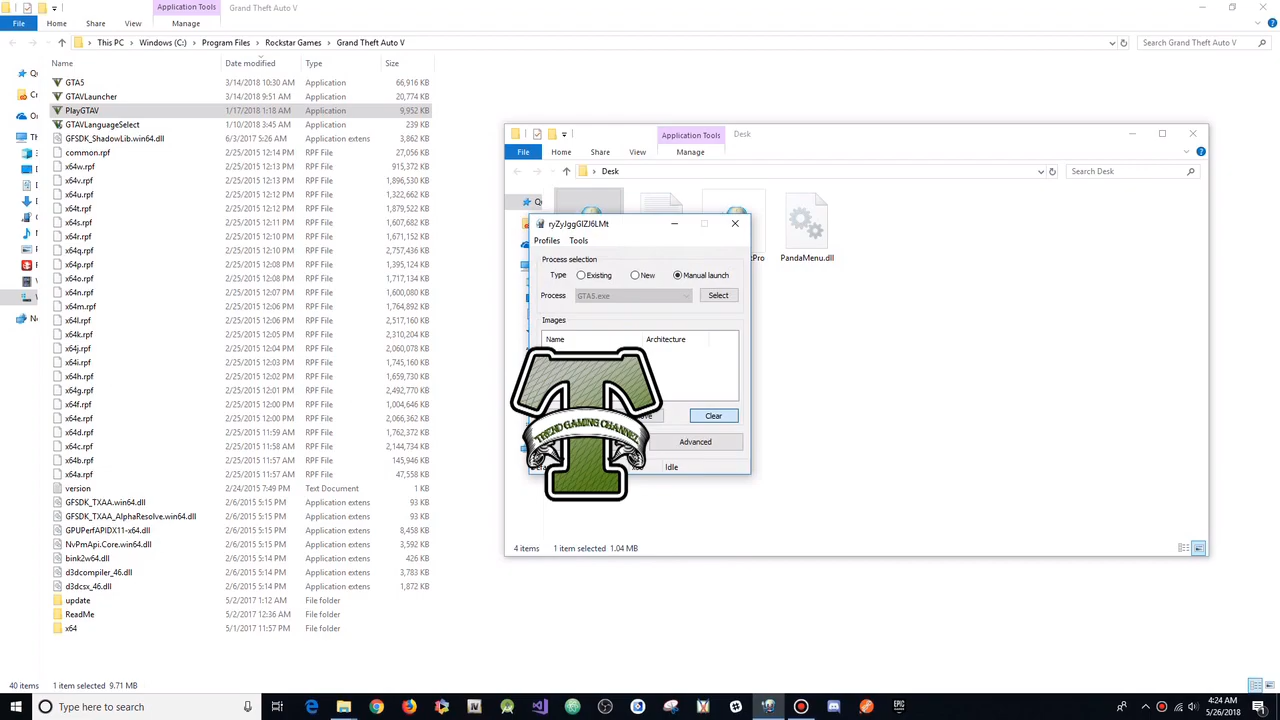 Application Tools Grand Theft Auto V
File Home Share View Manage
This PC Windows (C:) Program Files Rockstar Games Grand Theft Auto V Search Grand Theft Auto V
Name Date modified Type Size
GTA5 3/14/2018 10:30 AM Application 66,916 KB
GTAVLauncher 3/14/2018 9:51 AM Application 20,774 KB
PlayGTAV 1/17/2018 1:18 AM Application 9,952 KB
GTAVLanguageSelect 1/10/2018 3:45 AM Application 239 KB
GFSDK_ShadowLib.win64.dll 6/3/2017 5:26 AM Application extens 3,862 KB
common.rpf 2/25/2015 12:14 PM RPF File 27,056 KB
x64w.rpf 2/25/2015 12:13 PM RPF File 915,372 KB
x64v.rpf 2/25/2015 12:13 PM RPF File 1,896,530 KB
x64u.rpf 2/25/2015 12:12 PM RPF File 1,322,462 KB
x64t.rpf 2/25/2015 12:12 PM RPF File 1,879,522 KB
x64s.rpf 2/25/2015 12:11 PM RPF File 1,607,682 KB
x64r.rpf 2/25/2015 12:10 PM RPF File 1,607,691 KB
x64q.rpf 2/25/2015 12:10 PM RPF File 2,757,436 KB
x64p.rpf 2/25/2015 12:10 PM RPF File 1,395,124 KB
x64o.rpf 2/25/2015 12:08 PM RPF File 1,717,134 KB
x64n.rpf 2/25/2015 12:07 PM RPF File 1,007,650 KB
x64m.rpf 2/25/2015 12:07 PM RPF File 1,764,892 KB
x64l.rpf 2/25/2015 12:06 PM RPF File 2,517,160 KB
x64k.rpf 2/25/2015 12:05 PM RPF File 2,310,204 KB
x64j.rpf 2/25/2015 12:04 PM RPF File 2,060,078 KB
x64i.rpf 2/25/2015 12:03 PM RPF File 1,745,160 KB
x64h.rpf 2/25/2015 12:02 PM RPF File 1,659,730 KB
x64g.rpf 2/25/2015 12:01 PM RPF File 2,492,770 KB
x64f.rpf 2/25/2015 12:00 PM RPF File 2,096,444 KB
x64e.rpf 2/25/2015 12:00 PM RPF File 2,066,362 KB
x64d.rpf 2/25/2015 11:59 AM RPF File 1,762,372 KB
x64c.rpf 2/25/2015 11:58 AM RPF File 2,144,734 KB
x64b.rpf 2/25/2015 11:57 AM RPF File 145,946 KB
x64a.rpf 2/25/2015 11:57 AM RPF File 47,558 KB
version 2/24/2015 7:49 PM Text Document 1 KB
GFSDK_TXAA.win64.dll 2/6/2015 5:15 PM Application extens 93 KB
GFSDK_TXAA_AlphaResolve.win64.dll 2/6/2015 5:15 PM Application extens 93 KB
GPUPerfAPIDX11-x64.dll 2/6/2015 5:15 PM Application extens 8,458 KB
NvPmApi.Core.win64.dll 2/6/2015 5:15 PM Application extens 3,592 KB
bink2w64.dll 2/6/2015 5:14 PM Application extens 426 KB
d3dcompiler_46.dll 2/6/2015 5:14 PM Application extens 3,783 KB
d3dcsx_46.dll 2/6/2015 5:14 PM Application extens 1,872 KB
update 5/2/2017 1:12 AM File folder
ReadMe 5/2/2017 12:36 AM File folder
x64 5/1/2017 11:57 PM File folder
40 items 1 item selected 9.71 MB
Application Tools Desk
File Home Share View Manage
Desk Search Desk
PandaMenu.dll
4 items 1 item selected 1.04 MB
Profiles Tools
Process selection
Type Existing New Manual launch
Process GTA5.exe Select
Images
Name Architecture
Clear
Advanced
Idle
TREND GAMING CHANNEL
Type here to search
4:24 AM
5/26/2018